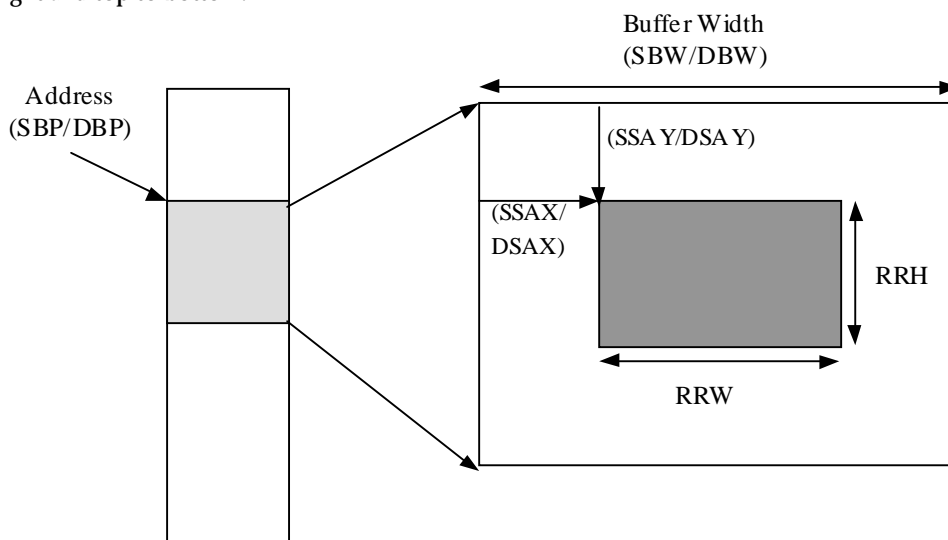 Buffer Width
(SBW/DBW)
Address
(SBP/DBP)
(SSAY/DSAY)
(SSAX/
DSAX)
RRH
RRW